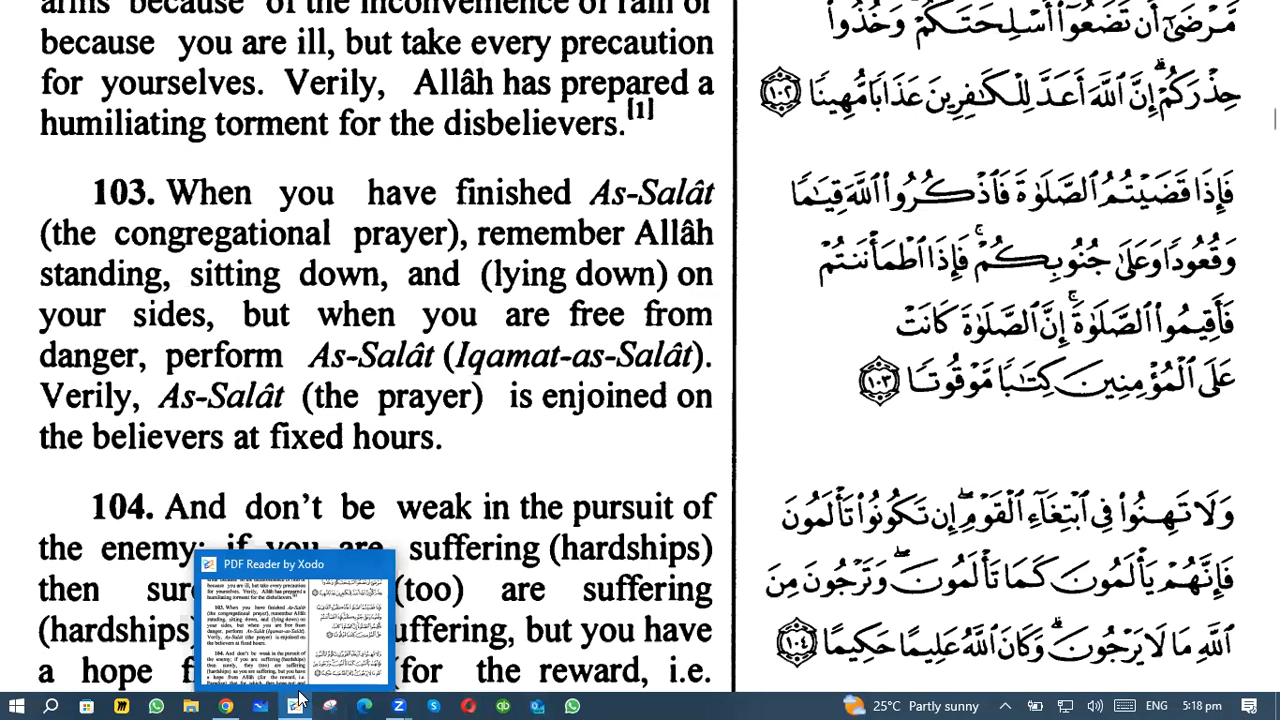 arms because of the inconvenience of rain or
because you are ill, but take every precaution
for yourselves. Verily, Allâh has prepared a
humiliating torment for the disbelievers.[1]
103. When you have finished As-Salât
(the congregational prayer), remember Allâh
standing, sitting down, and (lying down) on
your sides, but when you are free from
danger, perform As-Salât (Iqamat-as-Salât).
Verily, As-Salât (the prayer) is enjoined on
the believers at fixed hours.
104. And don't be weak in the pursuit of
the enemy; if you are suffering (hardships)
then sur (too) are suffering
(hardships) uffering, but you have
a hope f (for the reward, i.e.
مَّرْضَىٰٓ أَن تَضَعُوٓا۟ أَسْلِحَتَكُمْ وَخُذُوا۟
حِذْرَكُمْ ۗ إِنَّ ٱللَّهَ أَعَدَّ لِلْكَـٰفِرِينَ عَذَابًا مُّهِينًا ١٠٢
فَإِذَا قَضَيْتُمُ ٱلصَّلَوٰةَ فَٱذْكُرُوا۟ ٱللَّهَ قِيَـٰمًا
وَقُعُودًا وَعَلَىٰ جُنُوبِكُمْ ۚ فَإِذَا ٱطْمَأْنَنتُمْ
فَأَقِيمُوا۟ ٱلصَّلَوٰةَ ۚ إِنَّ ٱلصَّلَوٰةَ كَانَتْ
عَلَى ٱلْمُؤْمِنِينَ كِتَـٰبًا مَّوْقُوتًا ١٠٣
وَلَا تَهِنُوا۟ فِى ٱبْتِغَآءِ ٱلْقَوْمِ ۖ إِن تَكُونُوا۟ تَأْلَمُونَ
فَإِنَّهُمْ يَأْلَمُونَ كَمَا تَأْلَمُونَ ۖ وَتَرْجُونَ مِنَ
ٱللَّهِ مَا لَا يَرْجُونَ ۗ وَكَانَ ٱللَّهُ عَلِيمًا حَكِيمًا ١٠٤
PDF Reader by Xodo
25°C Partly sunny
ENG
5:18 pm